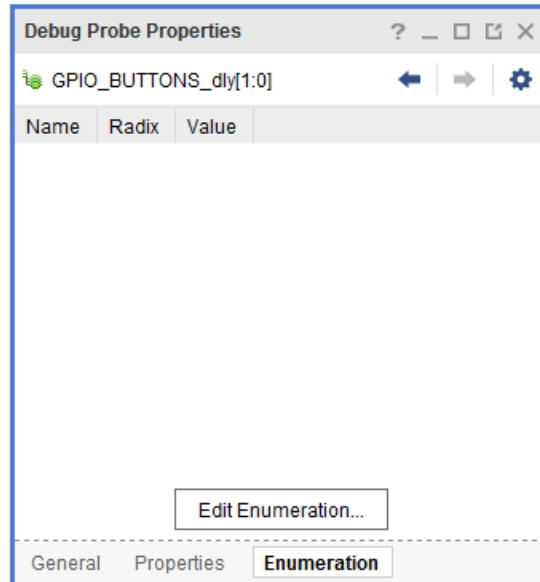 Debug Probe Properties ?
GPIO_BUTTONS_dly[1:0]
Name Radix Value
Edit Enumeration...
General Properties Enumeration